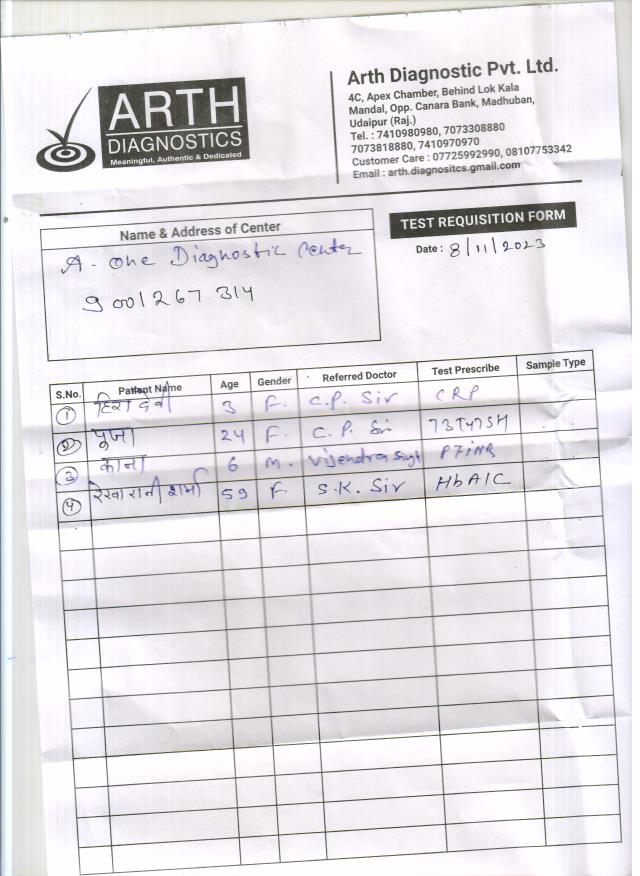 ARTH
DIAGNOSTICS
Meaningful, Authentic & Dedicated
Arth Diagnostic Pvt. Ltd.
4C, Apex Chamber, Behind Lok Kala
Mandal, Opp. Canara Bank, Madhuban,
Udaipur (Raj.)
Tel. : 7410980980, 7073308880
7073818880, 7410970970
Customer Care : 07725992990, 08107753342
Email : arth.diagnositcs.gmail.com
Name & Address of Center
A. one Diagnostic Center
9001267314
TEST REQUISITION FORM
Date : 8/11/2023
S.No. Patient Name Age Gender Referred Doctor Test Prescribe Sample Type
1 हिरा देवी 3 F. C.P. Sir CRP
2 पूजा 24 F. C.P. Sir T3T4TSH
3 काना 6 M. Vijendra Singh PTINR
4 रेखा रानी शर्मा 59 F. S.K. Sir HbA1C